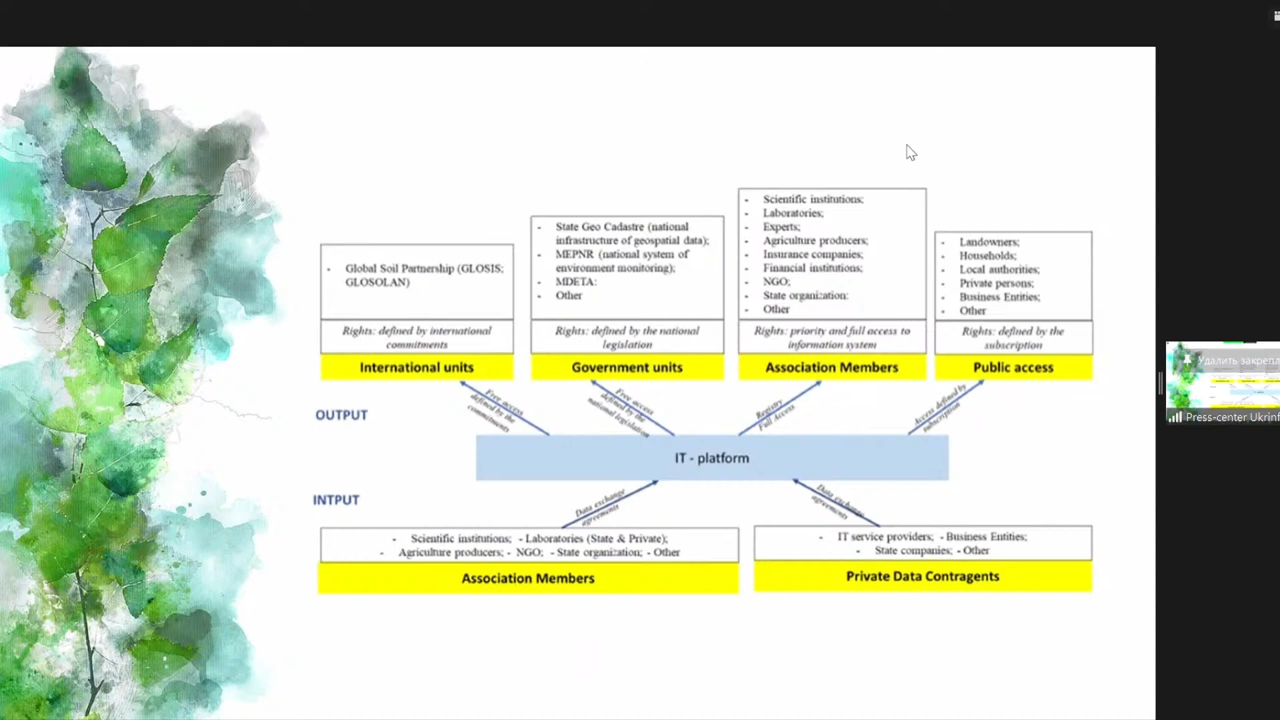 - Global Soil Partnership (GLOSIS;
GLOSOLAN)
Rights: defined by international
commitments
International units
- State Geo Cadastre (national
infrastructure of geospatial data);
- MEPNR (national system of
environment monitoring);
- MDETA:
- Other
Rights: defined by the national
legislation
Government units
- Scientific institutions;
- Laboratories;
- Experts;
- Agriculture producers;
- Insurance companies;
- Financial institutions;
- NGO;
- State organization:
- Other
Rights: priority and full access to
information system
Association Members
- Landowners;
- Households;
- Local authorities;
- Private persons;
- Business Entities;
- Other
Rights: defined by the
subscription
Public access
OUTPUT
Free access
defined by the
commitments
Free access
defined by the
national legislation
Registry
Full Access
Access defined by
subscription
IT - platform
INTPUT
Data exchange
agreements
Data exchange
agreements
- Scientific institutions; - Laboratories (State & Private);
- Agriculture producers; - NGO; - State organization; - Other
Association Members
- IT service providers; - Business Entities;
- State companies; - Other
Private Data Contragents
Удалить закрепл
Press-center Ukrinf